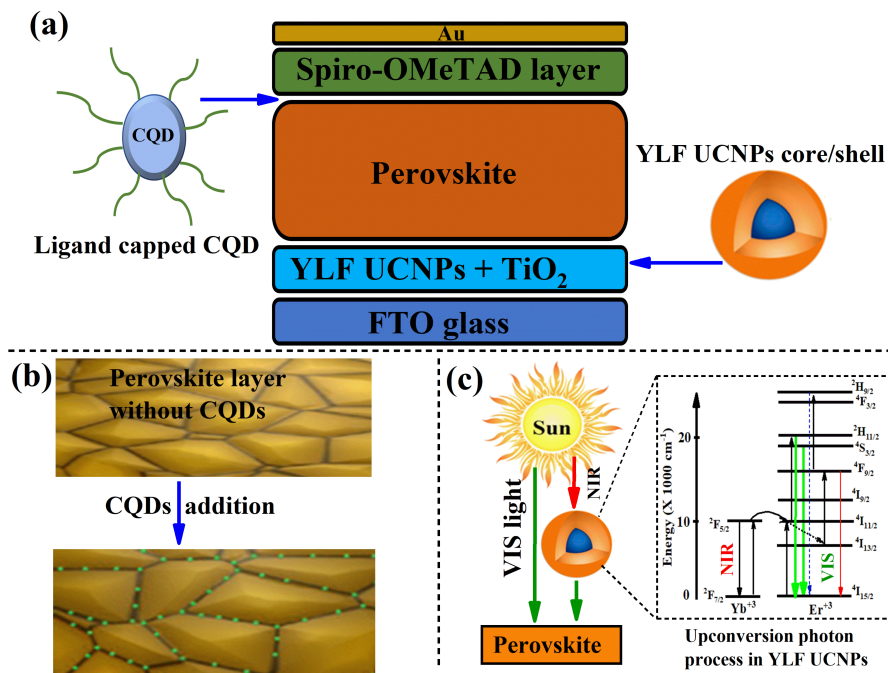 (a)
Au
Spiro-OMeTAD layer
CQD
Perovskite
YLF UCNPs core/shell
Ligand capped CQD
YLF UCNPs + TiO₂
FTO glass
(b)
Perovskite layer
without CQDs
CQDs addition
(c)
Sun
VIS light
NIR
Perovskite
Energy (X 1000 cm⁻¹)
20
10
0
²F₅/₂
²F₇/₂
NIR
Yb⁺³
²H₉/₂
⁴F₃/₂
²H₁₁/₂
⁴S₃/₂
⁴F₉/₂
⁴I₉/₂
⁴I₁₁/₂
⁴I₁₃/₂
⁴I₁₅/₂
VIS
Er⁺³
Upconversion photon
process in YLF UCNPs